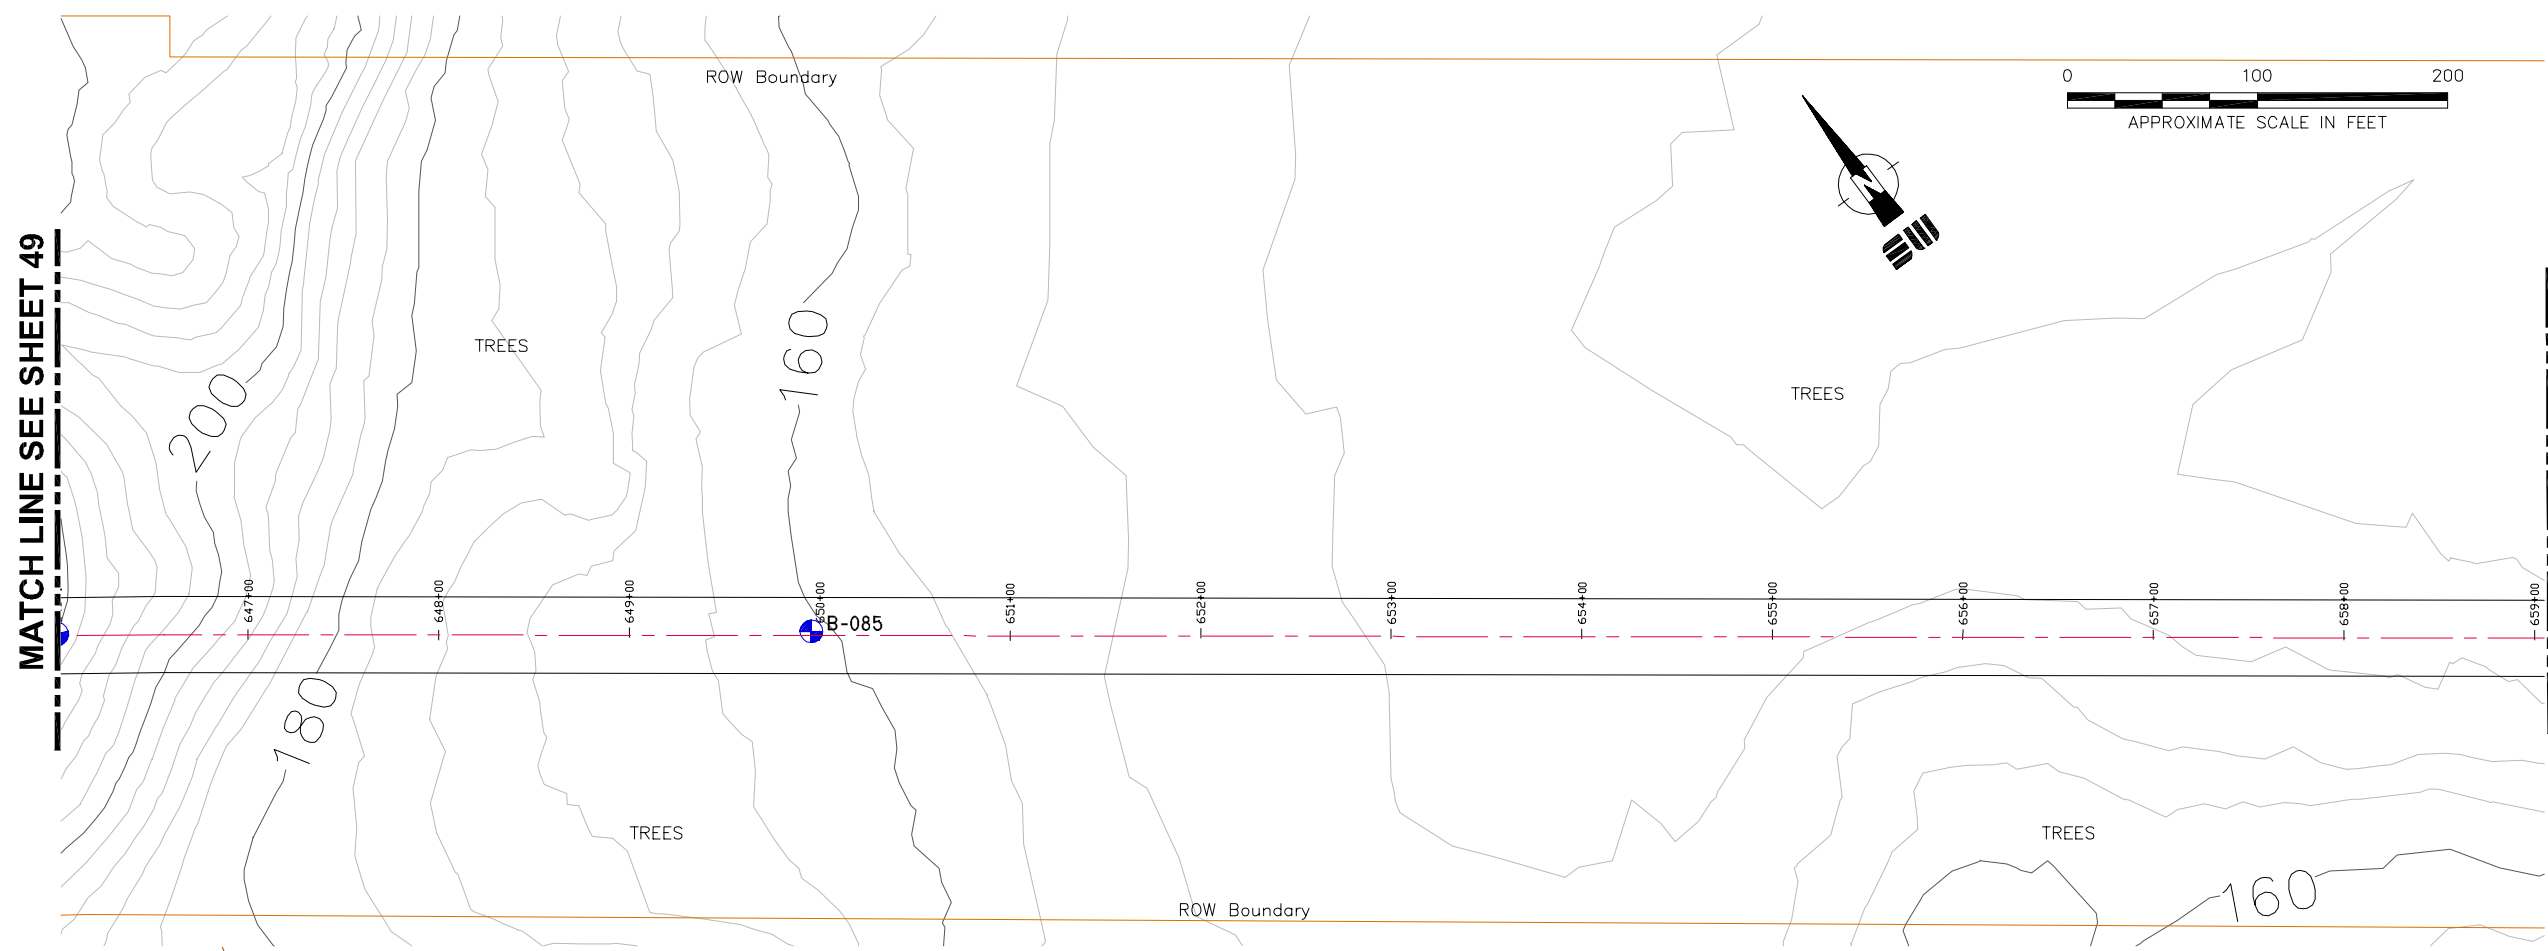 ROW Boundary
0 100 200
APPROXIMATE SCALE IN FEET
N
MATCH LINE SEE SHEET 49
160
TREES
TREES
200
647+00 648+00 649+00 650+00 651+00 652+00 653+00 654+00 655+00 656+00 657+00 658+00 659+00
B-085
180
TREES
TREES
160
ROW Boundary